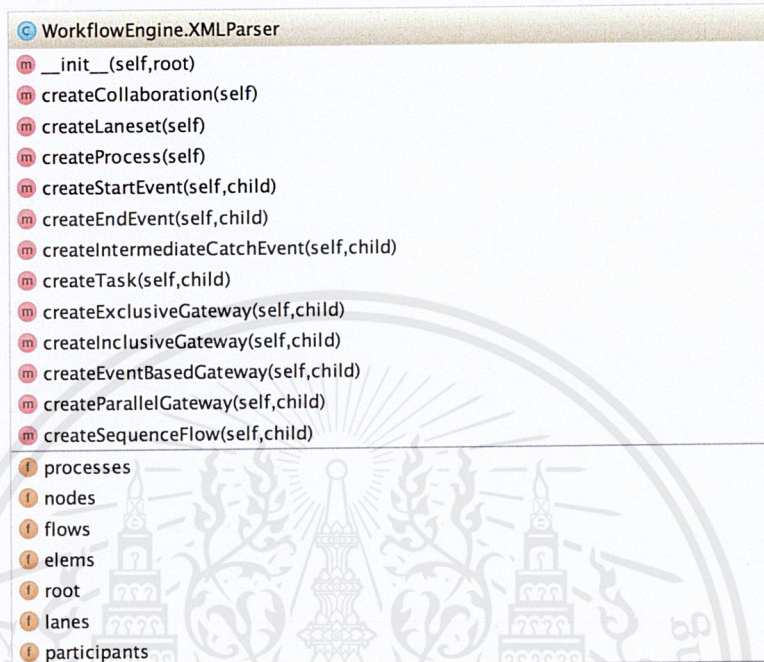 C WorkflowEngine.XMLParser
m __init__(self,root)
m createCollaboration(self)
m createLaneset(self)
m createProcess(self)
m createStartEvent(self,child)
m createEndEvent(self,child)
m createIntermediateCatchEvent(self,child)
m createTask(self,child)
m createExclusiveGateway(self,child)
m createInclusiveGateway(self,child)
m createEventBasedGateway(self,child)
m createParallelGateway(self,child)
m createSequenceFlow(self,child)
f processes
f nodes
f flows
f elems
f root
f lanes
f participants